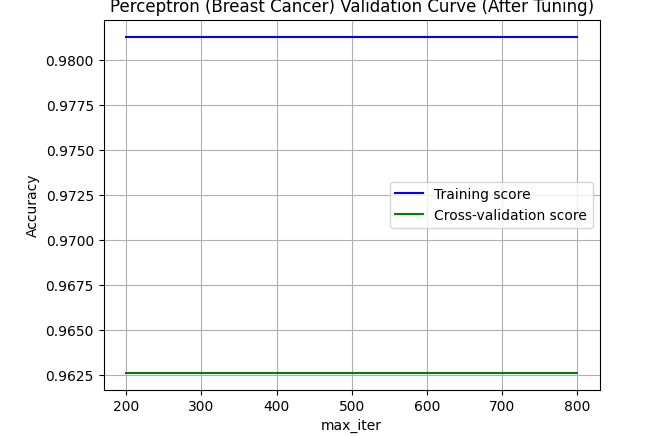 Perceptron (Breast Cancer) Validation Curve (After Tuning)
0.9800
0.9775
0.9750
0.9725
0.9700
0.9675
0.9650
0.9625
Accuracy
Training score
Cross-validation score
200 300 400 500 600 700 800
max_iter